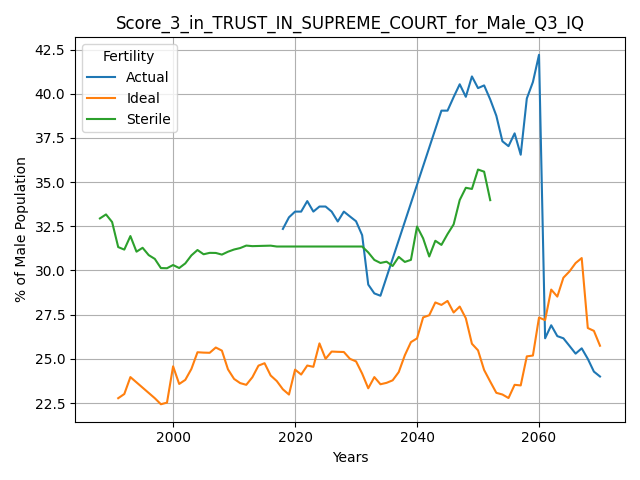 Score_3_in_TRUST_IN_SUPREME_COURT_for_Male_Q3_IQ
Fertility
Actual
Ideal
Sterile
% of Male Population
42.5
40.0
37.5
35.0
32.5
30.0
27.5
25.0
22.5
2000
2020
2040
2060
Years